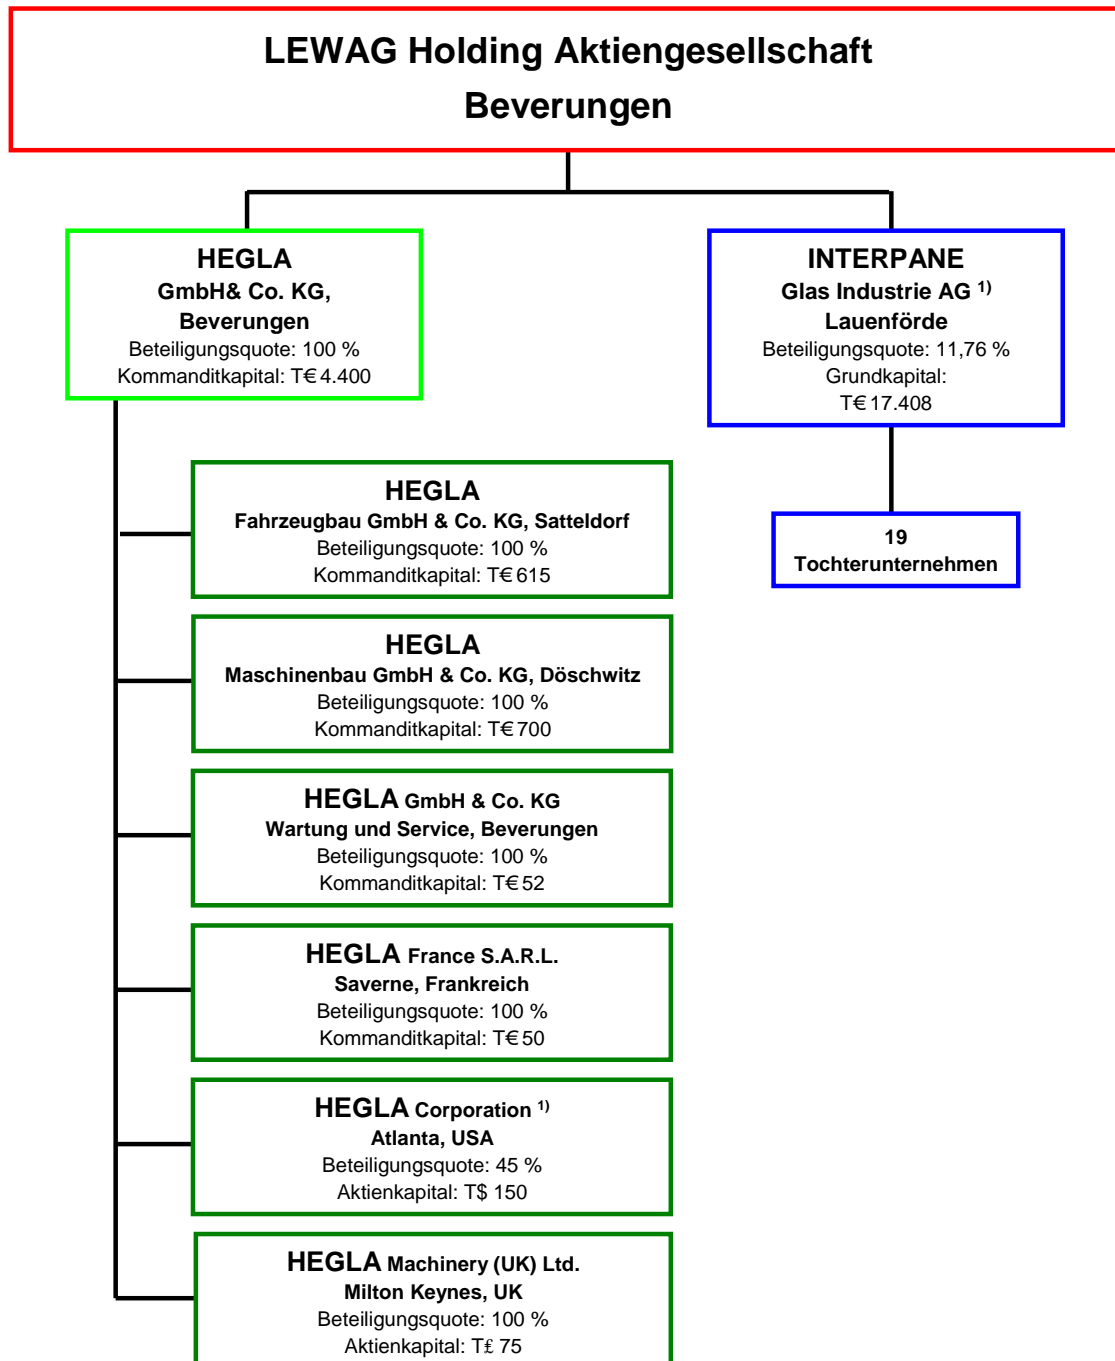 LEWAG Holding Aktiengesellschaft
Beverungen
HEGLA
GmbH& Co. KG,
Beverungen
Beteiligungsquote: 100 %
Kommanditkapital: T€ 4.400
INTERPANE
Glas Industrie AG 1)
Lauenförde
Beteiligungsquote: 11,76 %
Grundkapital:
T€ 17.408
HEGLA
Fahrzeugbau GmbH & Co. KG, Satteldorf
Beteiligungsquote: 100 %
Kommanditkapital: T€ 615
19
Tochterunternehmen
HEGLA
Maschinenbau GmbH & Co. KG, Döschwitz
Beteiligungsquote: 100 %
Kommanditkapital: T€ 700
HEGLA GmbH & Co. KG
Wartung und Service, Beverungen
Beteiligungsquote: 100 %
Kommanditkapital: T€ 52
HEGLA France S.A.R.L.
Saverne, Frankreich
Beteiligungsquote: 100 %
Kommanditkapital: T€ 50
HEGLA Corporation 1)
Atlanta, USA
Beteiligungsquote: 45 %
Aktienkapital: T$ 150
HEGLA Machinery (UK) Ltd.
Milton Keynes, UK
Beteiligungsquote: 100 %
Aktienkapital: T₤ 75